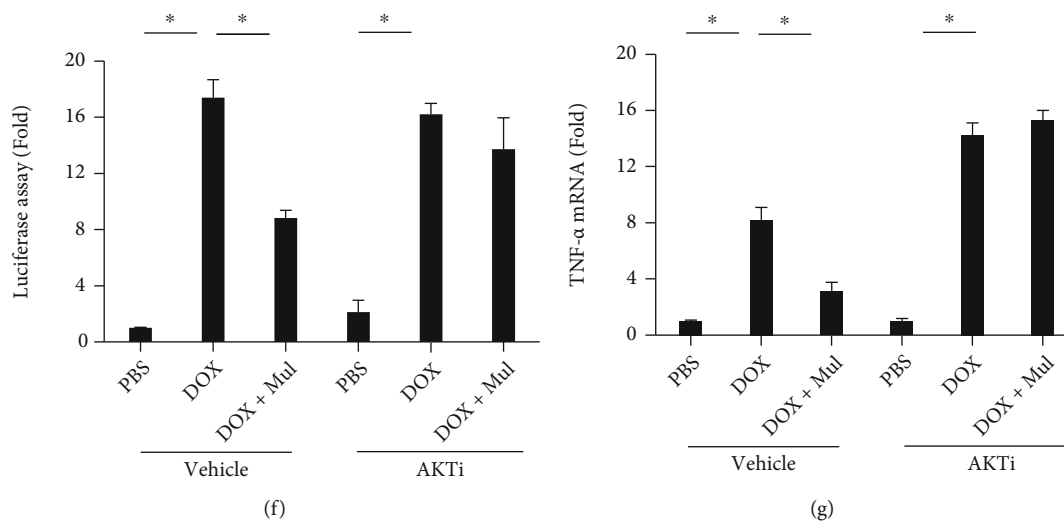 * * *
20
16
12
8
4
0
Luciferase assay (Fold)
PBS
DOX
DOX + Mul
PBS
DOX
DOX + Mul
Vehicle
AKTi
(f)
* * *
20
16
12
8
4
0
TNF-α mRNA (Fold)
PBS
DOX
DOX + Mul
PBS
DOX
DOX + Mul
Vehicle
AKTi
(g)